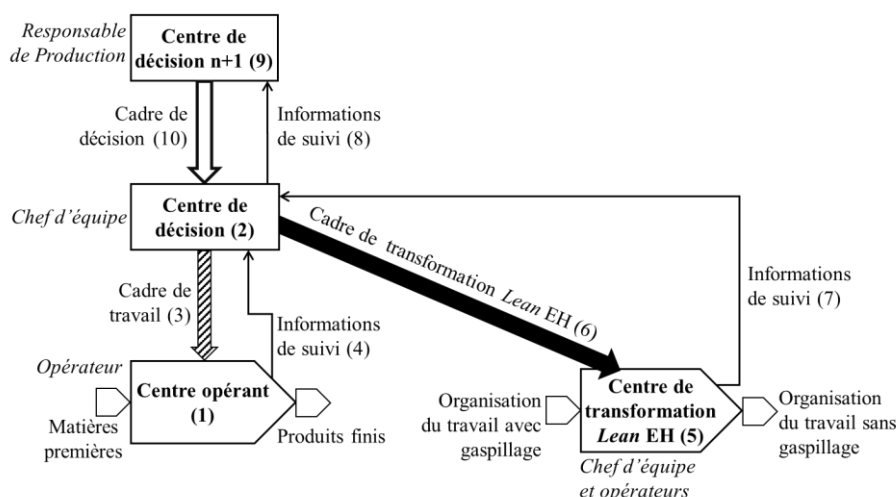 Responsable
de Production
Centre de
décision n+1 (9)
Cadre de
décision (10)
Informations
de suivi (8)
Chef d’équipe
Centre de
décision (2)
Cadre de transformation Lean EH (6)
Cadre de
travail (3)
Informations
de suivi (4)
Informations
de suivi (7)
Opérateur
Centre opérant
(1)
Matières
premières
Produits finis
Organisation
du travail avec
gaspillage
Centre de
transformation
Lean EH (5)
Organisation
du travail sans
gaspillage
Chef d’équipe
et opérateurs